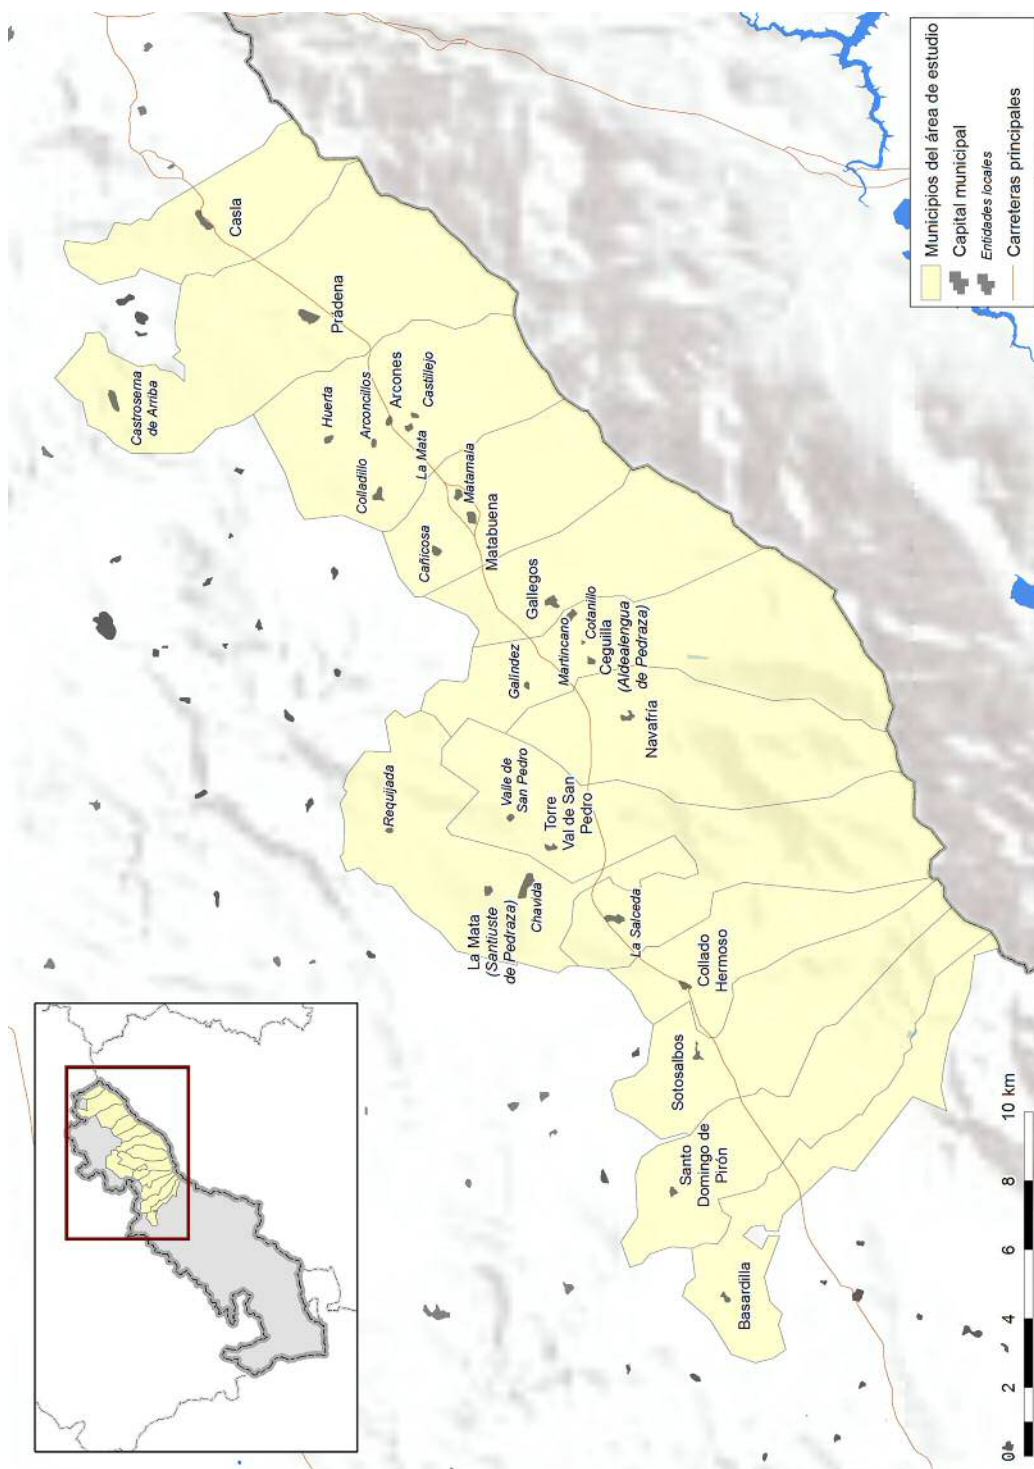 Casla
Prádena
Castroserna
de Arriba
Huerta
Arconcillos
Arcones
Castillejo
Colladillo
La Mata
Matamala
Cañicosa
Matabuena
Gallegos
Galíndez
Martincano
Cotanillo
Ceguilla
(Aldealengua
de Pedraza)
Navafría
Requijada
Valle de
San Pedro
Torre
Val de San
Pedro
La Mata
(Santiuste
de Pedraza)
Chavida
La Salceda
Collado
Hermoso
Sotosalbos
Santo
Domingo de
Pirón
Basardilla
Municipios del área de estudio
Capital municipal
Entidades locales
Carreteras principales
0 2 4 6 8 10 km